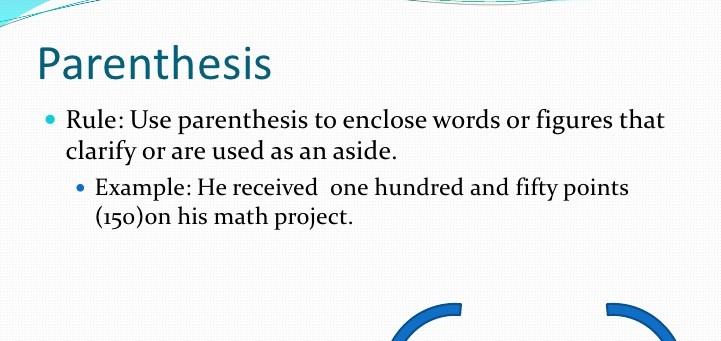 Parenthesis
Rule: Use parenthesis to enclose words or figures that
clarify or are used as an aside.
Example: He received  one hundred and fifty points
(150)on his math project.